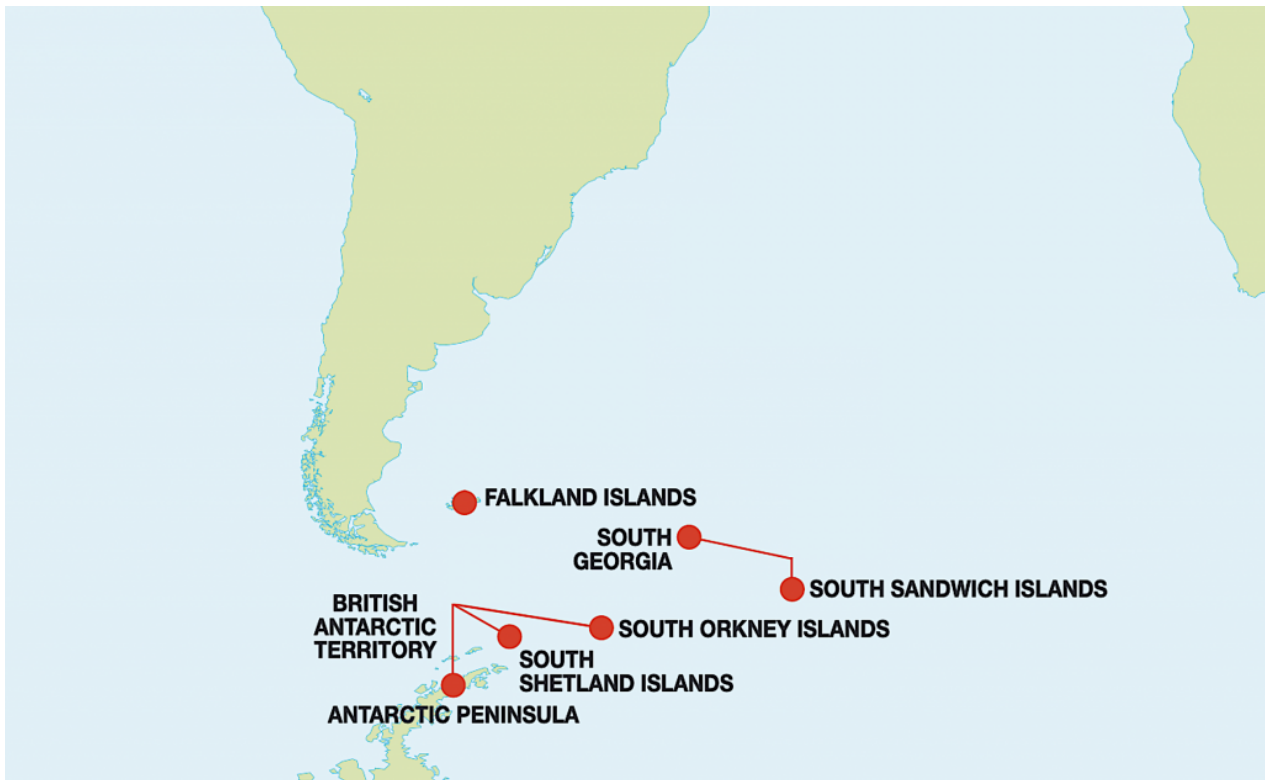 FALKLAND ISLANDS
SOUTH
GEORGIA
SOUTH SANDWICH ISLANDS
BRITISH
ANTARCTIC
TERRITORY
SOUTH ORKNEY ISLANDS
SOUTH
SHETLAND ISLANDS
ANTARCTIC PENINSULA